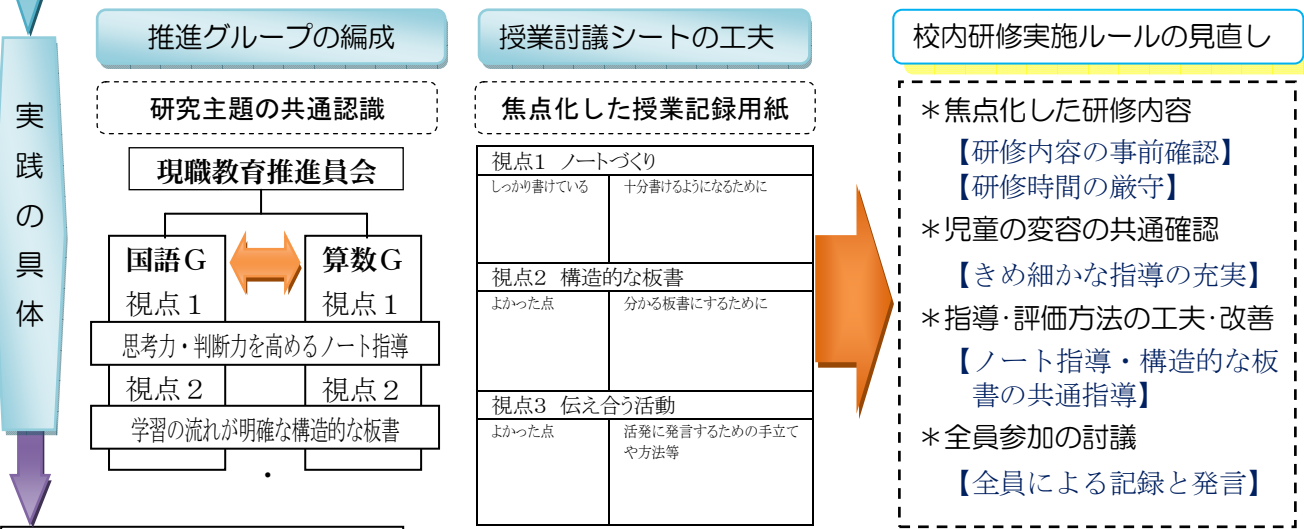 実践の具体
推進グループの編成
研究主題の共通認識
現職教育推進員会
国語G
算数G
視点1
視点1
思考力・判断力を高めるノート指導
視点2
視点2
学習の流れが明確な構造的な板書
・
授業討議シートの工夫
焦点化した授業記録用紙
視点1 ノートづくり
しっかり書けている
十分書けるようになるために
視点2 構造的な板書
よかった点
分かる板書にするために
視点3 伝え合う活動
よかった点
活発に発言するための手立て
や方法等
校内研修実施ルールの見直し
＊焦点化した研修内容
【研修内容の事前確認】
【研修時間の厳守】
＊児童の変容の共通確認
【きめ細かな指導の充実】
＊指導・評価方法の工夫・改善
【ノート指導・構造的な板
書の共通指導】
＊全員参加の討議
【全員による記録と発言】